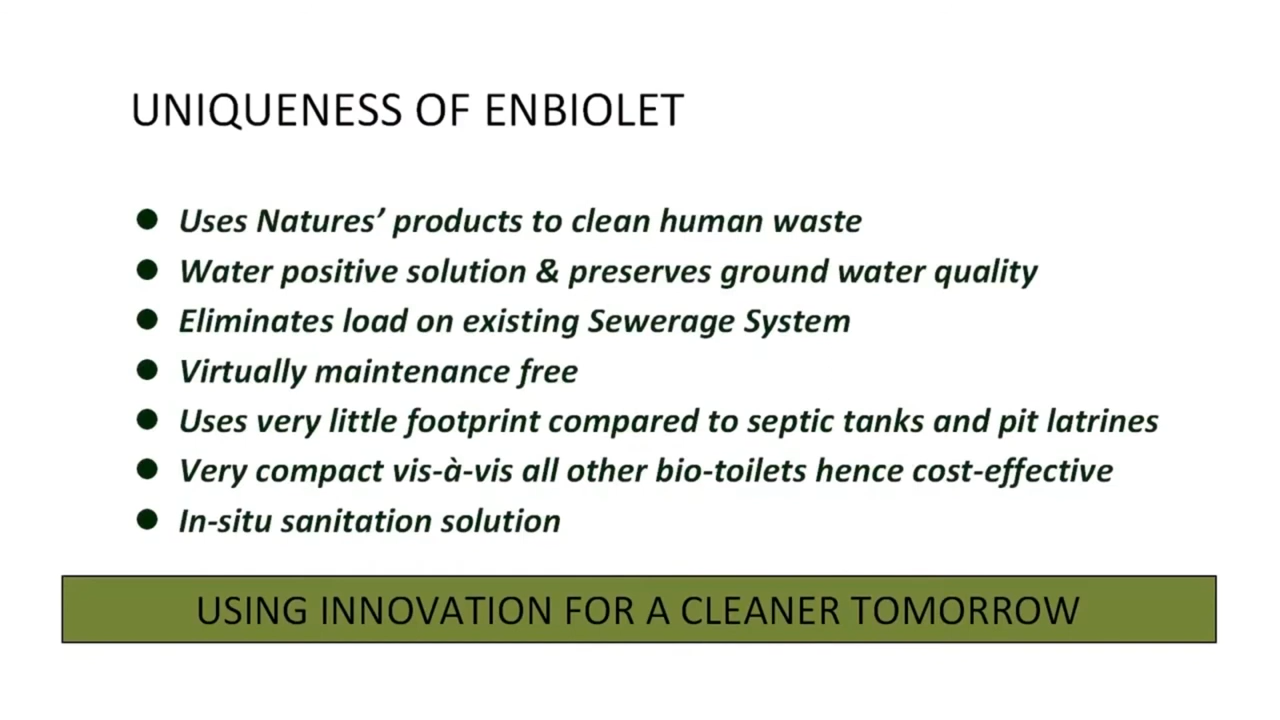 UNIQUENESS OF ENBIOLET
● Uses Natures’ products to clean human waste
● Water positive solution & preserves ground water quality
● Eliminates load on existing Sewerage System
● Virtually maintenance free
● Uses very little footprint compared to septic tanks and pit latrines
● Very compact vis-à-vis all other bio-toilets hence cost-effective
● In-situ sanitation solution
USING INNOVATION FOR A CLEANER TOMORROW